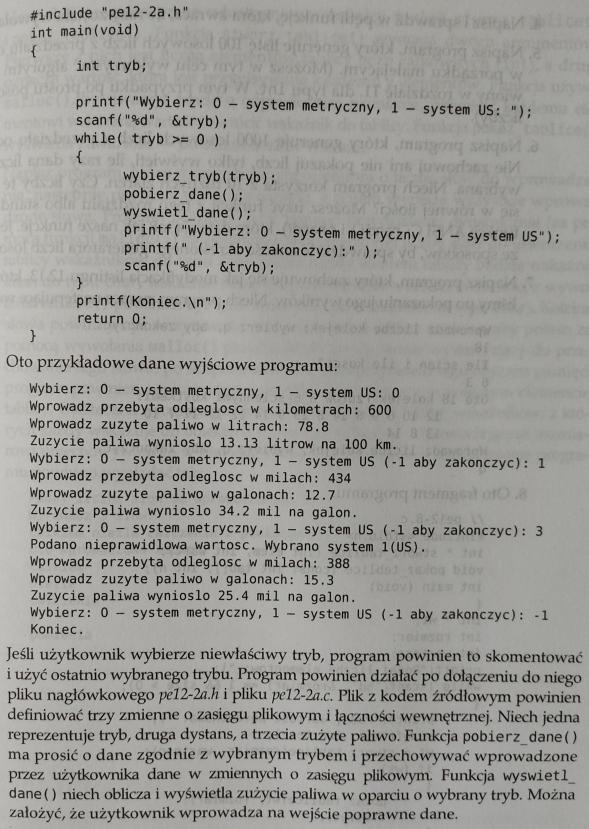 #include "pe12-2a.h"
int main(void)
{
int tryb;
printf("Wybierz: 0 – system metryczny, 1 – system US: ");
scanf("%d", &tryb);
while( tryb >= 0 )
{
wybierz_tryb(tryb);
pobierz_dane();
wyswietl_dane();
printf("Wybierz: 0 – system metryczny, 1 – system US");
printf(" (-1 aby zakonczyc):" );
scanf("%d", &tryb);
}
printf(Koniec.\n");
return 0;
}
Oto przykładowe dane wyjściowe programu:
Wybierz: 0 – system metryczny, 1 – system US: 0
Wprowadz przebyta odleglosc w kilometrach: 600
Wprowadz zuzyte paliwo w litrach: 78.8
Zuzycie paliwa wynioslo 13.13 litrow na 100 km.
Wybierz: 0 – system metryczny, 1 – system US (-1 aby zakonczyc): 1
Wprowadz przebyta odleglosc w milach: 434
Wprowadz zuzyte paliwo w galonach: 12.7
Zuzycie paliwa wynioslo 34.2 mil na galon.
Wybierz: 0 – system metryczny, 1 – system US (-1 aby zakonczyc): 3
Podano nieprawidlowa wartosc. Wybrano system 1(US).
Wprowadz przebyta odleglosc w milach: 388
Wprowadz zuzyte paliwo w galonach: 15.3
Zuzycie paliwa wynioslo 25.4 mil na galon.
Wybierz: 0 – system metryczny, 1 – system US (-1 aby zakonczyc): -1
Koniec.
Jeśli użytkownik wybierze niewłaściwy tryb, program powinien to skomentować
i użyć ostatnio wybranego trybu. Program powinien działać po dołączeniu do niego
pliku nagłówkowego pe12-2a.h i pliku pe12-2a.c. Plik z kodem źródłowym powinien
definiować trzy zmienne o zasięgu plikowym i łączności wewnętrznej. Niech jedna
reprezentuje tryb, druga dystans, a trzecia zużyte paliwo. Funkcja pobierz_dane()
ma prosić o dane zgodnie z wybranym trybem i przechowywać wprowadzone
przez użytkownika dane w zmiennych o zasięgu plikowym. Funkcja wyswietl_
dane() niech oblicza i wyświetla zużycie paliwa w oparciu o wybrany tryb. Można
założyć, że użytkownik wprowadza na wejście poprawne dane.